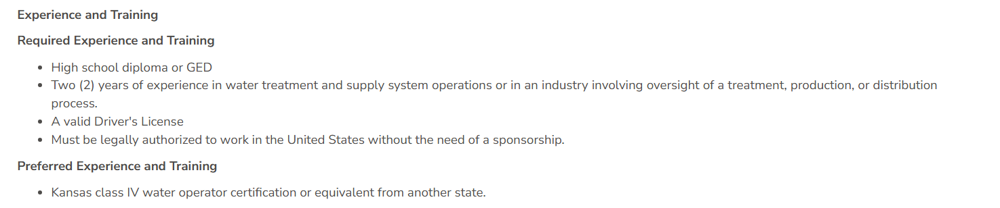 Experience and Training
Required Experience and Training
• High school diploma or GED
• Two (2) years of experience in water treatment and supply system operations or in an industry involving oversight of a treatment, production, or distribution
process.
• A valid Driver's License
• Must be legally authorized to work in the United States without the need of a sponsorship.
Preferred Experience and Training
• Kansas class IV water operator certification or equivalent from another state.